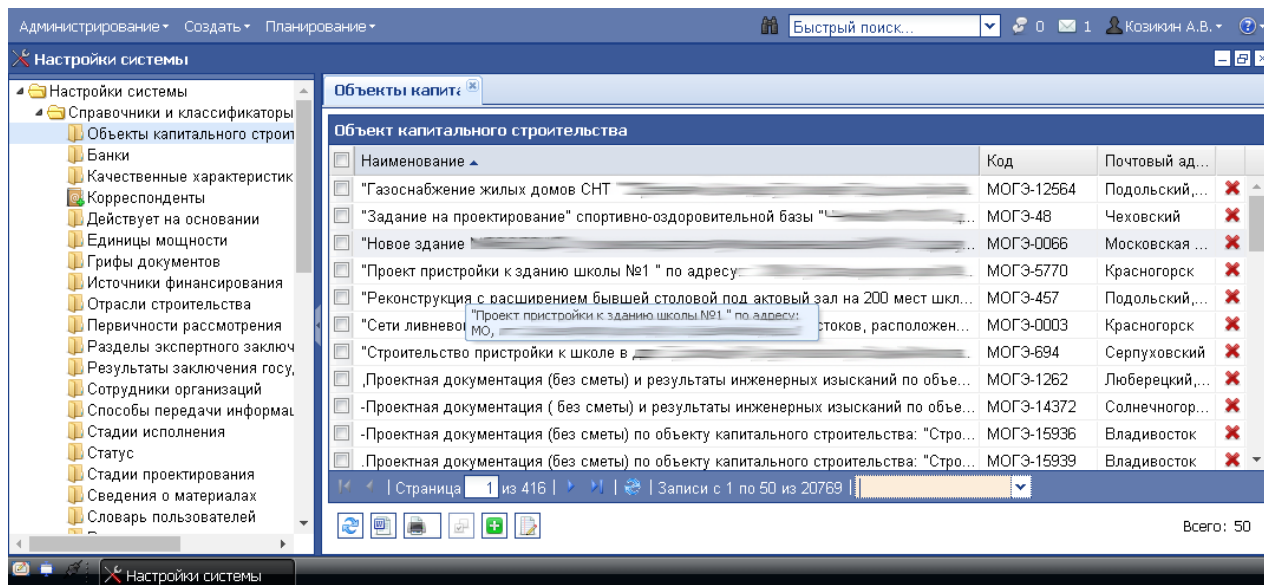 Администрирование Создать Планирование Быстрый поиск... 0 1 Козикин А.В.
Настройки системы
Настройки системы
Справочники и классификаторы
Объекты капитального строит
Банки
Качественные характеристик
Корреспонденты
Действует на основании
Единицы мощности
Грифы документов
Источники финансирования
Отрасли строительства
Первичности рассмотрения
Разделы экспертного заключ
Результаты заключения госу,
Сотрудники организаций
Способы передачи информац
Стадии исполнения
Статус
Стадии проектирования
Сведения о материалах
Словарь пользователей
Объекты капита
Объект капитального строительства
Наименование Код Почтовый ад...
"Газоснабжение жилых домов СНТ МОГЭ-12564 Подольский,...
"Задание на проектирование" спортивно-оздоровительной базы " ... МОГЭ-48 Чеховский
"Новое здание ... МОГЭ-0066 Московская ...
"Проект пристройки к зданию школы №1 " по адресу: МОГЭ-5770 Красногорск
"Реконструкция с расширением бывшей столовой под актовый зал на 200 мест шкл... МОГЭ-457 Подольский,...
"Сети ливнево стоков, расположен... МОГЭ-0003 Красногорск
"Проект пристройки к зданию школы №1 " по адресу:
МО,
"Строительство пристройки к школе в МОГЭ-694 Серпуховский
,Проектная документация (без сметы) и результаты инженерных изысканий по объе... МОГЭ-1262 Люберецкий,...
-Проектная документация ( без сметы) и результаты инженерных изысканий по объе... МОГЭ-14372 Солнечногор...
-Проектная документация (без сметы) по объекту капитального строительства: "Стро... МОГЭ-15936 Владивосток
.Проектная документация (без сметы) по объекту капитального строительства: "Стро... МОГЭ-15939 Владивосток
Страница 1 из 416 Записи с 1 по 50 из 20769
Всего: 50
Настройки системы